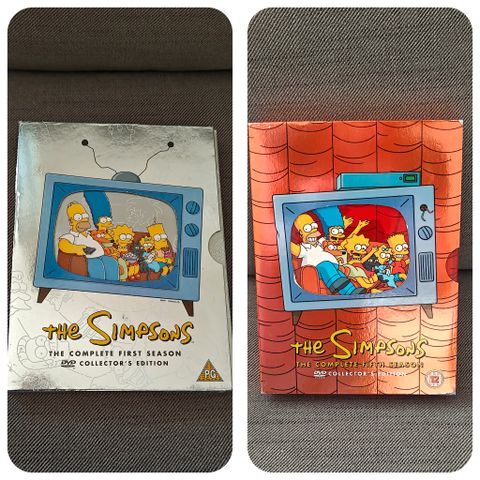 The Simpsons
THE COMPLETE FIRST SEASON
DVD COLLECTOR'S EDITION
PG
The Simpsons
THE COMPLETE FIFTH SEASON
DVD COLLECTOR'S EDITION
12